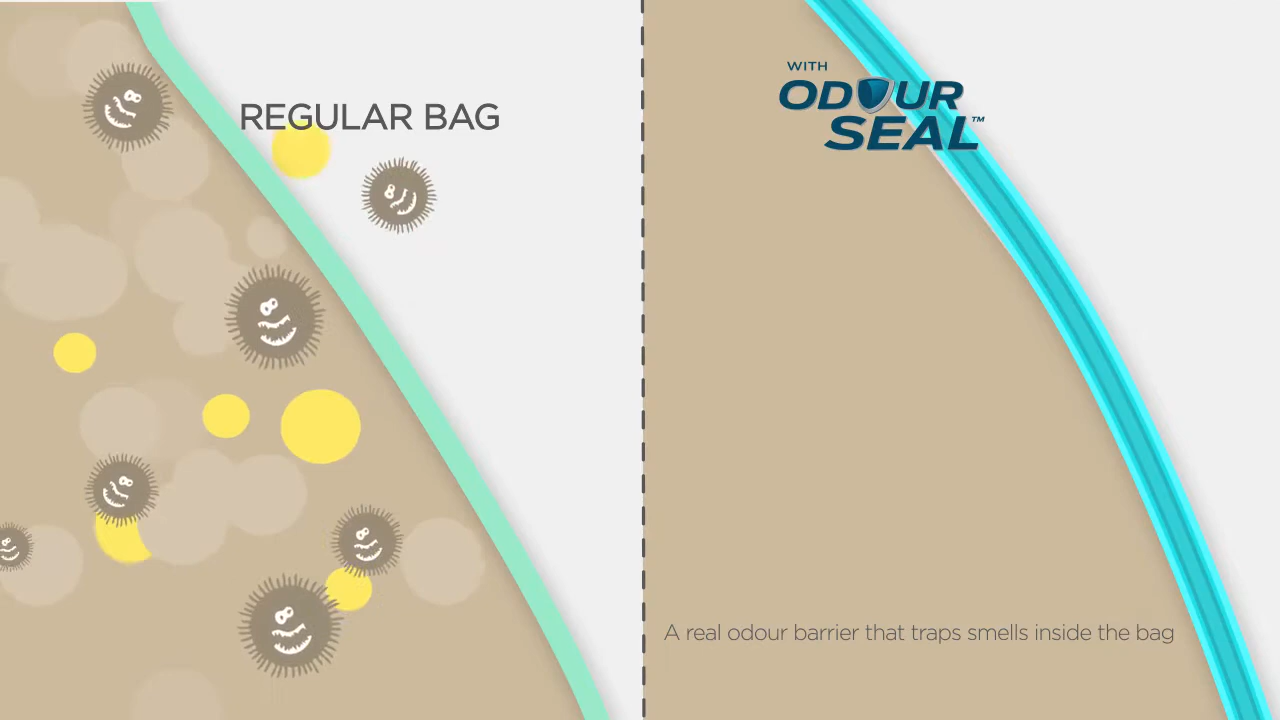 REGULAR BAG
WITH
ODOUR
SEAL™
A real odour barrier that traps smells inside the bag